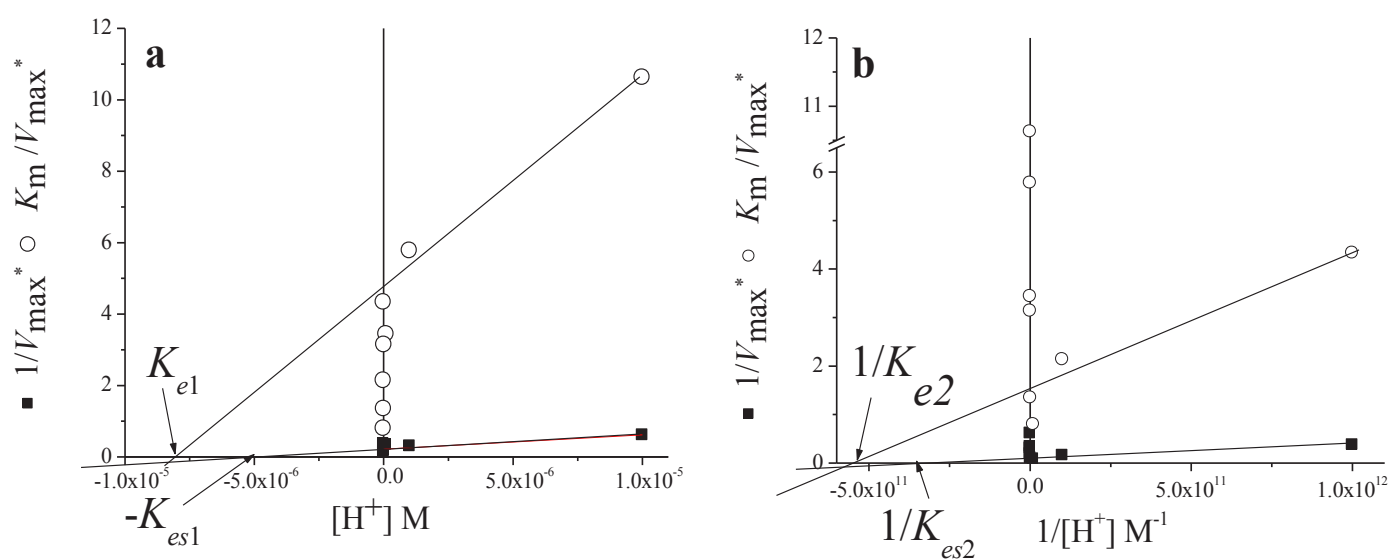 a
1/Vmax* Km /Vmax*
12
10
8
6
4
2
0
Ke1
-Kes1
-1.0x10-5
-5.0x10-6
0.0
5.0x10-6
1.0x10-5
[H+] M
b
1/Vmax* Km /Vmax*
12
11
6
4
2
0
1/Ke2
1/Kes2
-5.0x1011
0.0
5.0x1011
1.0x1012
1/[H+] M-1